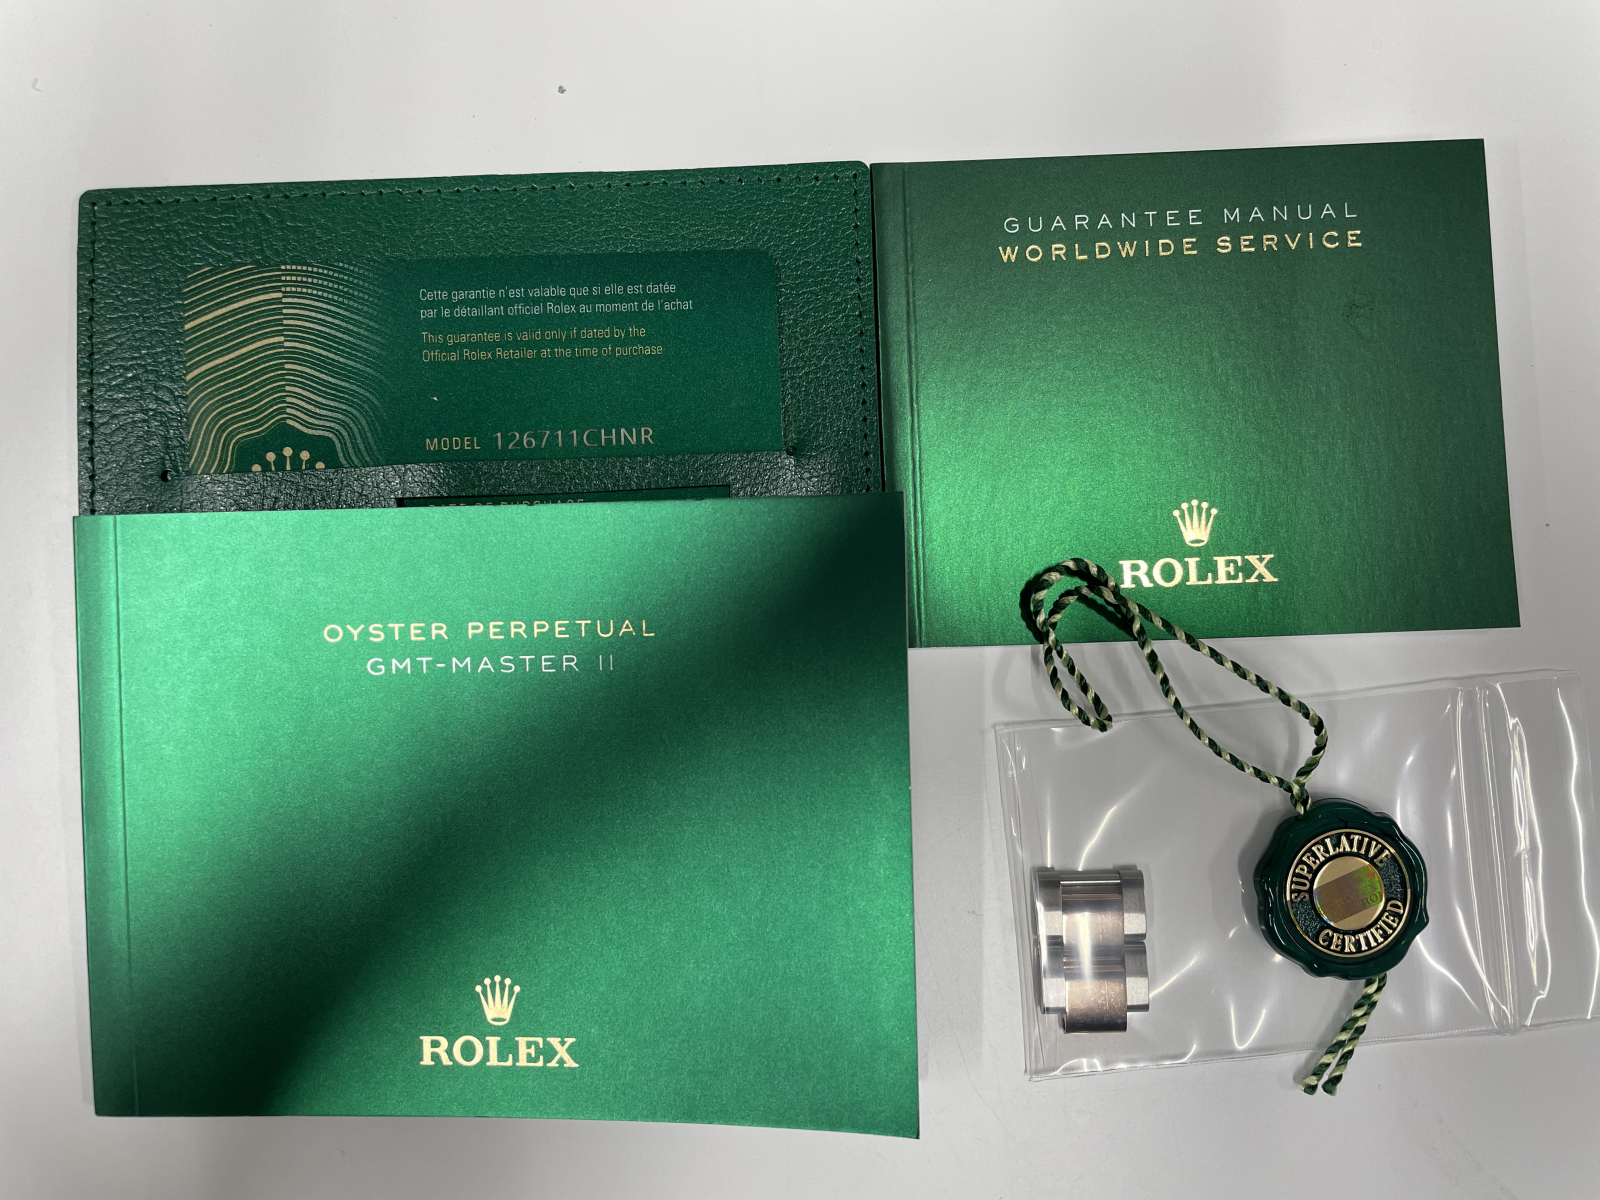 Cette garantie n'est valable que si elle est datée
par le détaillant officiel Rolex au moment de l'achat
This guarantee is valid only if dated by the
Official Rolex Retailer at the time of purchase
MODEL 126711CHNR
GUARANTEE MANUAL
WORLDWIDE SERVICE
ROLEX
OYSTER PERPETUAL
GMT-MASTER II
ROLEX
SUPERLATIVE
CERTIFIED